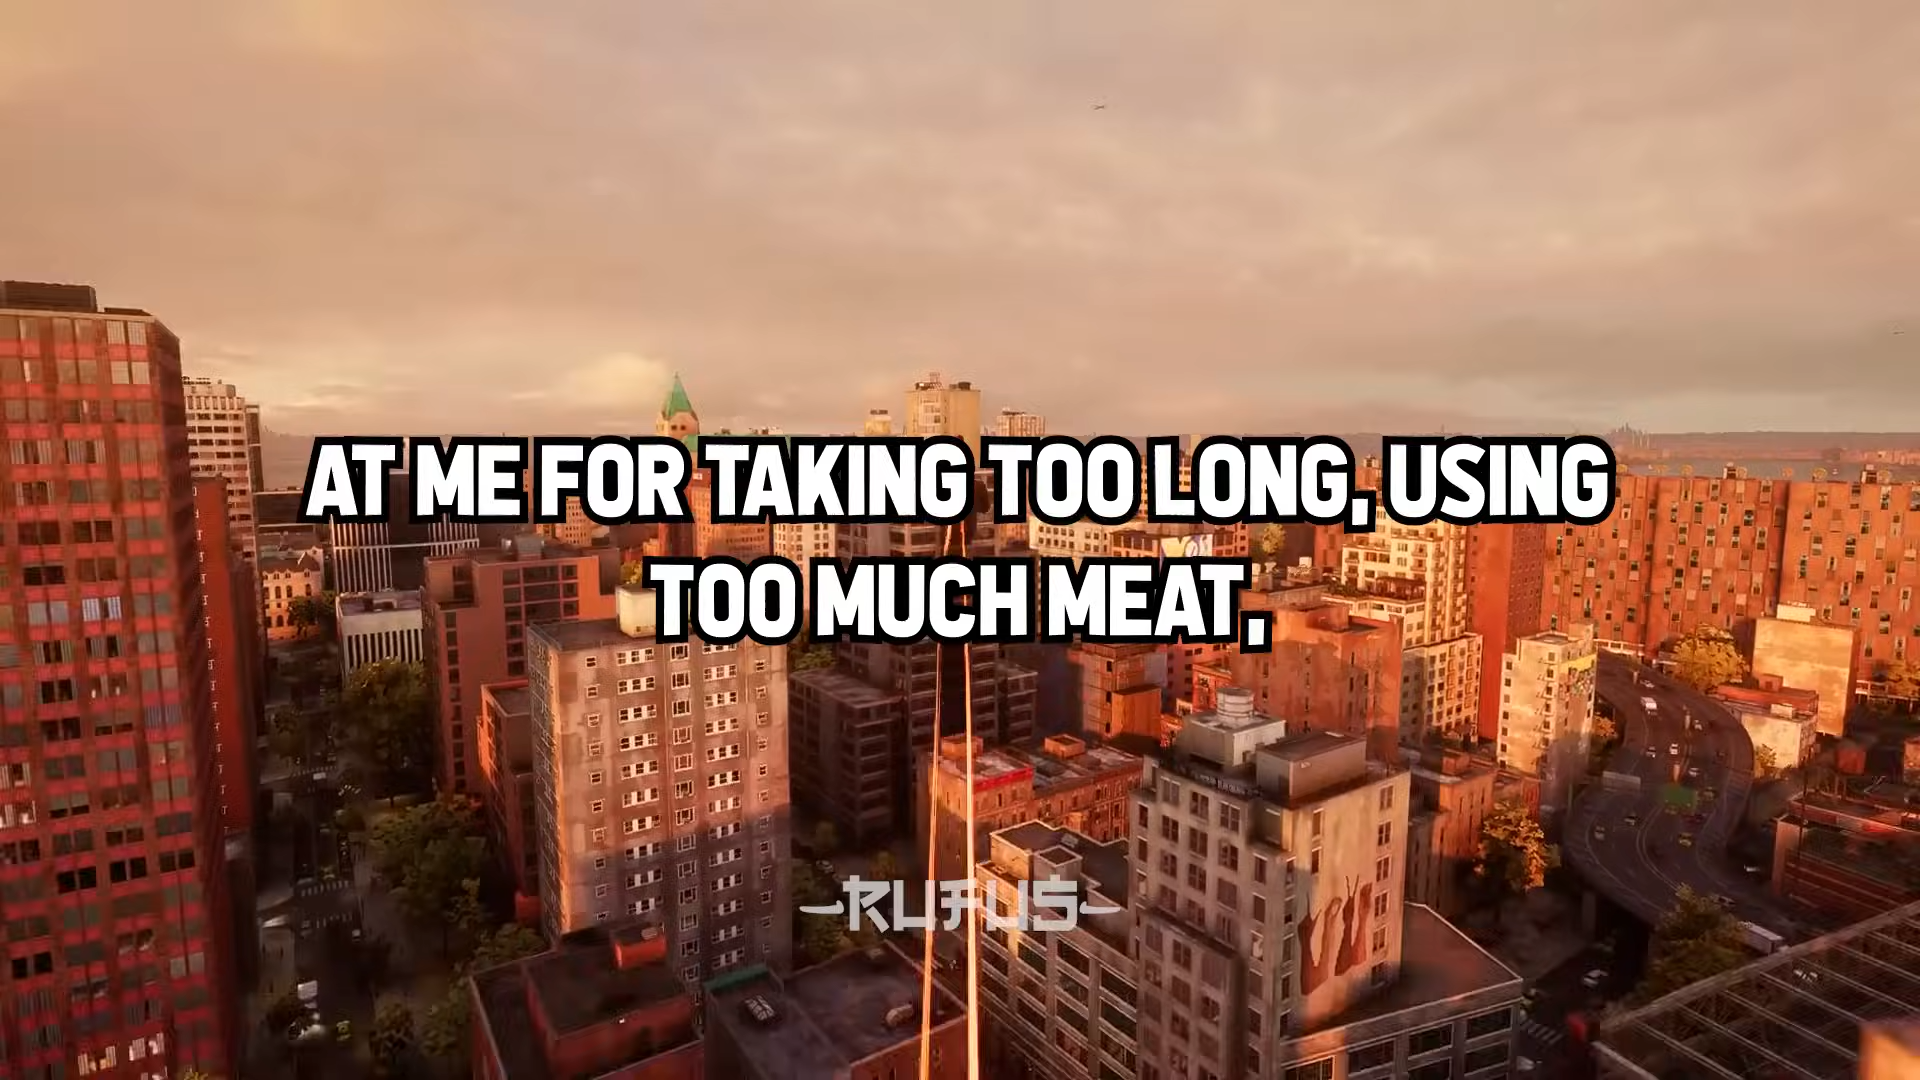 AT ME FOR TAKING TOO LONG, USING
TOO MUCH MEAT,
RUFUS